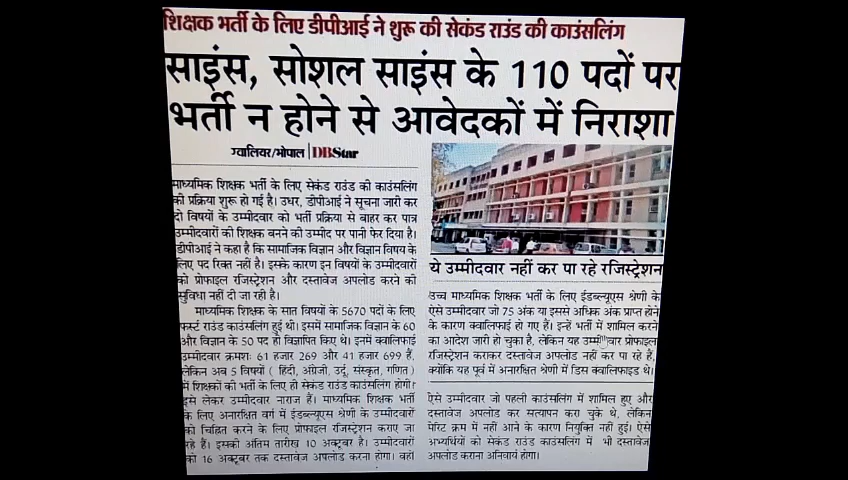 शिक्षक भर्ती के लिए डीपीआई ने शुरू की सेकंड राउंड की काउंसलिंग
साइंस, सोशल साइंस के 110 पदों पर
भर्ती न होने से आवेदकों में निराशा
ग्वालियर/भोपाल | DB Star
माध्यमिक शिक्षक भर्ती के लिए सेकंड राउंड की काउंसलिंग
की प्रक्रिया शुरू हो गई है। उधर, डीपीआई ने सूचना जारी कर
दो विषयों के उम्मीदवार को भर्ती प्रक्रिया से बाहर कर पात्र
उम्मीदवारों की शिक्षक बनने की उम्मीद पर पानी फेर दिया है।
डीपीआई ने कहा है कि सामाजिक विज्ञान और विज्ञान विषय के
लिए पद रिक्त नहीं है। इसके कारण इन विषयों के उम्मीदवारों
को प्रोफाइल रजिस्ट्रेशन और दस्तावेज अपलोड करने की
सुविधा नहीं दी जा रही है।
माध्यमिक शिक्षक के सात विषयों के 5670 पदों के लिए
फर्स्ट राउंड काउंसलिंग हुई थी। इसमें सामाजिक विज्ञान के 60
और विज्ञान के 50 पद ही विज्ञापित किए थे। इनमें क्वालिफाई
उम्मीदवार क्रमशः 61 हजार 269 और 41 हजार 699 हैं,
लेकिन अब 5 विषयों ( हिंदी, अंग्रेजी, उर्दू, संस्कृत, गणित)
में शिक्षकों की भर्ती के लिए ही सेकंड राउंड काउंसलिंग होगी।
इसे लेकर उम्मीदवार नाराज हैं। माध्यमिक शिक्षक भर्ती
के लिए अनारक्षित वर्ग में ईडब्ल्यूएस श्रेणी के उम्मीदवारों
को चिह्नित करने के लिए प्रोफाइल रजिस्ट्रेशन कराए जा
रहे हैं। इसकी अंतिम तारीख 10 अक्टूबर है। उम्मीदवारों
को 16 अक्टूबर तक दस्तावेज अपलोड करना होगा। वहीं
ये उम्मीदवार नहीं कर पा रहे रजिस्ट्रेशन
उच्च माध्यमिक शिक्षक भर्ती के लिए ईडब्ल्यूएस श्रेणी के
ऐसे उम्मीदवार जो 75 अंक या इससे अधिक अंक प्राप्त होने
के कारण क्वालिफाई हो गए हैं। इन्हें भर्ती में शामिल करने
का आदेश जारी हो चुका है, लेकिन यह उम्मीदवार प्रोफाइल
रजिस्ट्रेशन कराकर दस्तावेज अपलोड नहीं कर पा रहे हैं,
क्योंकि यह पूर्व में अनारक्षित श्रेणी में डिस क्वालिफाइड थे।
ऐसे उम्मीदवार जो पहली काउंसलिंग में शामिल हुए और
दस्तावेज अपलोड कर सत्यापन करा चुके थे, लेकिन
मेरिट क्रम में नहीं आने के कारण नियुक्ति नहीं हुई। ऐसे
अभ्यर्थियों को सेकंड राउंड काउंसलिंग में भी दस्तावेज
अपलोड कराना अनिवार्य होगा।